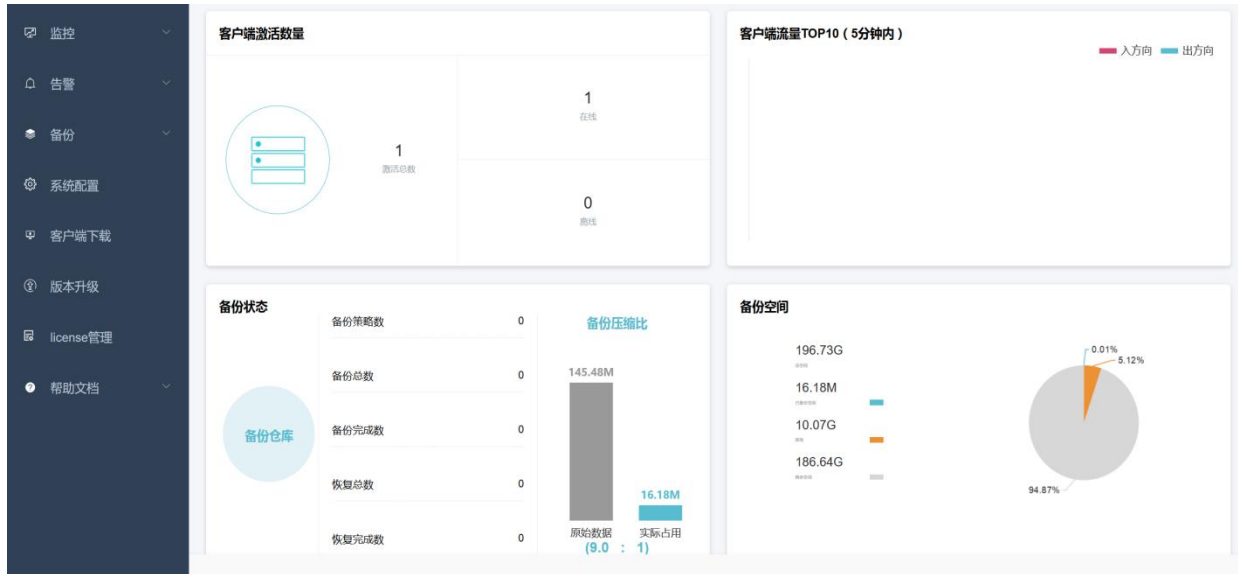 监控
告警
备份
系统配置
客户端下载
版本升级
license管理
帮助文档
客户端激活数量
1
激活总数
1
在线
0
离线
客户端流量TOP10（5分钟内）
入方向 出方向
备份状态
备份仓库
备份策略数 0
备份总数 0
备份完成数 0
恢复总数 0
恢复完成数 0
备份压缩比
145.48M
16.18M
原始数据 实际占用
(9.0 : 1)
备份空间
196.73G
16.18M
10.07G
186.64G
0.01%
5.12%
94.87%